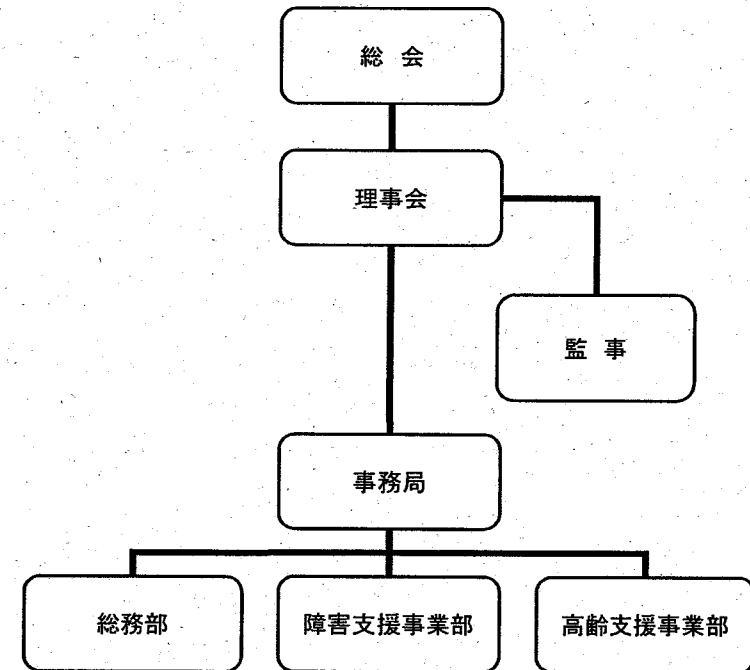 総 会
理事会
監 事
事務局
総務部
障害支援事業部
高齢支援事業部